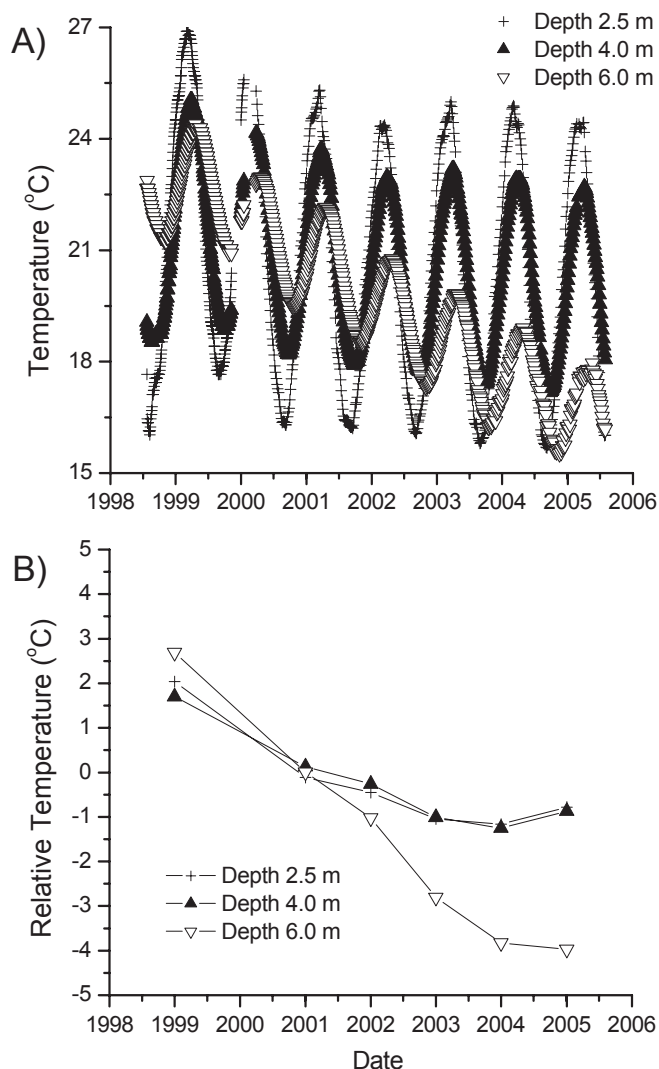 A)
Depth 2.5 m
Depth 4.0 m
Depth 6.0 m
27
24
21
18
15
Temperature (°C)
1998 1999 2000 2001 2002 2003 2004 2005 2006
B)
5
4
3
2
1
0
-1
-2
-3
-4
-5
Relative Temperature (°C)
Depth 2.5 m
Depth 4.0 m
Depth 6.0 m
1998 1999 2000 2001 2002 2003 2004 2005 2006
Date